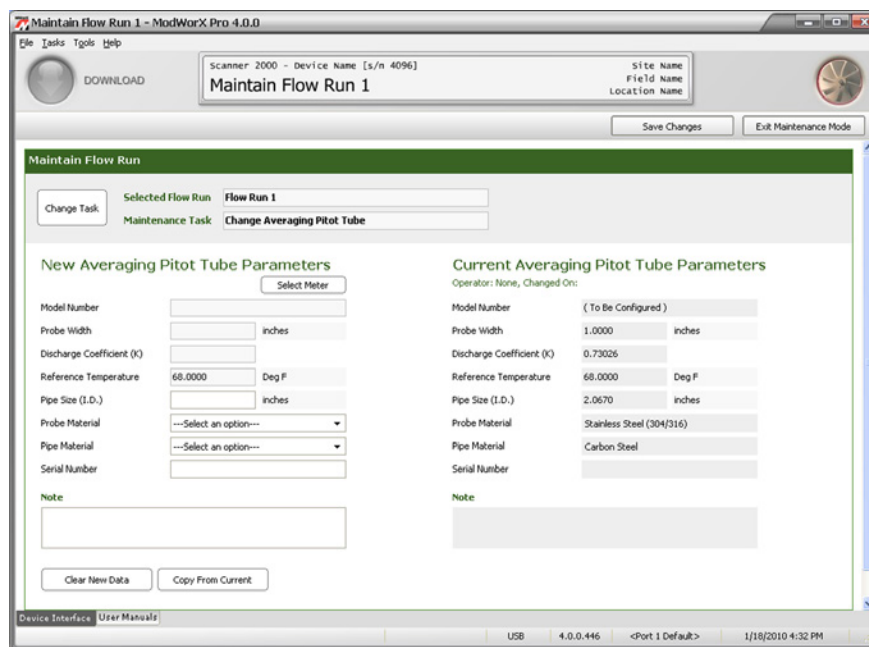 Maintain Flow Run 1 - ModWorX Pro 4.0.0
File Tasks Tools Help
DOWNLOAD
Scanner 2000 - Device Name [s/n 4096]
Maintain Flow Run 1
Site Name
Field Name
Location Name
Save Changes
Exit Maintenance Mode
Maintain Flow Run
Change Task
Selected Flow Run Flow Run 1
Maintenance Task Change Averaging Pitot Tube
New Averaging Pitot Tube Parameters
Select Meter
Model Number
Probe Width inches
Discharge Coefficient (K)
Reference Temperature 68.0000 Deg F
Pipe Size (I.D.) inches
Probe Material ---Select an option---
Pipe Material ---Select an option---
Serial Number
Note
Clear New Data
Copy From Current
Current Averaging Pitot Tube Parameters
Operator: None, Changed On:
Model Number ( To Be Configured )
Probe Width 1.0000 inches
Discharge Coefficient (K) 0.73026
Reference Temperature 68.0000 Deg F
Pipe Size (I.D.) 2.0670 inches
Probe Material Stainless Steel (304/316)
Pipe Material Carbon Steel
Serial Number
Note
Device Interface User Manuals
USB 4.0.0.446 <Port 1 Default> 1/18/2010 4:32 PM